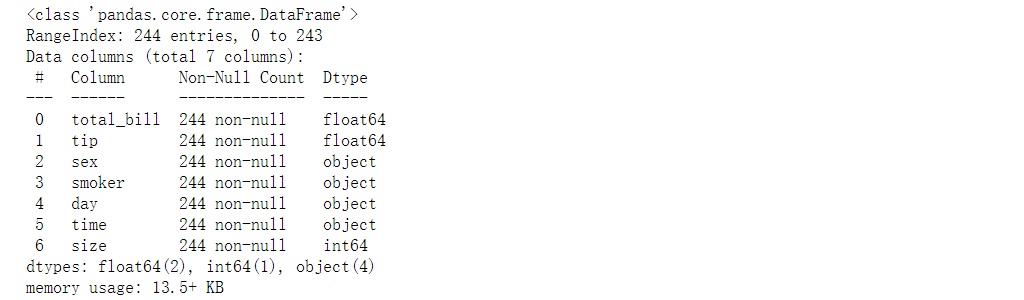 <class 'pandas.core.frame.DataFrame'>
RangeIndex: 244 entries, 0 to 243
Data columns (total 7 columns):
 #   Column      Non-Null Count  Dtype
---  ------      --------------  -----
 0   total_bill  244 non-null    float64
 1   tip         244 non-null    float64
 2   sex         244 non-null    object
 3   smoker      244 non-null    object
 4   day         244 non-null    object
 5   time        244 non-null    object
 6   size        244 non-null    int64
dtypes: float64(2), int64(1), object(4)
memory usage: 13.5+ KB